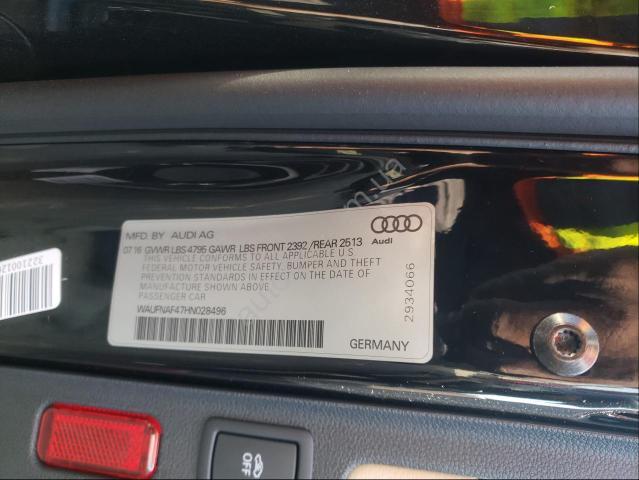 MFD. BY AUDI AG
07 16 GVWR LBS 4795 GAWR LBS FRONT 2392 / REAR 2513
THIS VEHICLE CONFORMS TO ALL APPLICABLE U S
FEDERAL MOTOR VEHICLE SAFETY, BUMPER AND THEFT
PREVENTION STANDARDS IN EFFECT ON THE DATE OF
MANUFACTURE SHOWN ABOVE.
PASSENGER CAR
WAUFNAF47HN028496
Audi
2934066
GERMANY
OFF